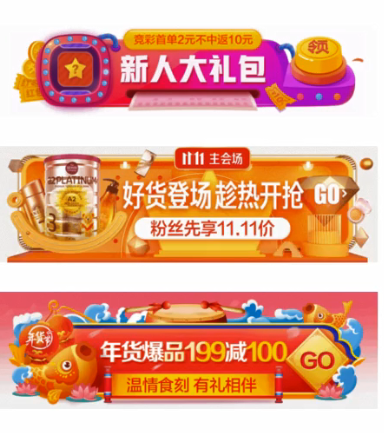 竞彩首单2元不中返10元
新人大礼包
领
?
11.11 主会场
好货登场 趁热开抢
GO
粉丝先享11.11价
PLATINUM
A2
3
年货节
年货爆品199减100
GO
温情食刻 有礼相伴